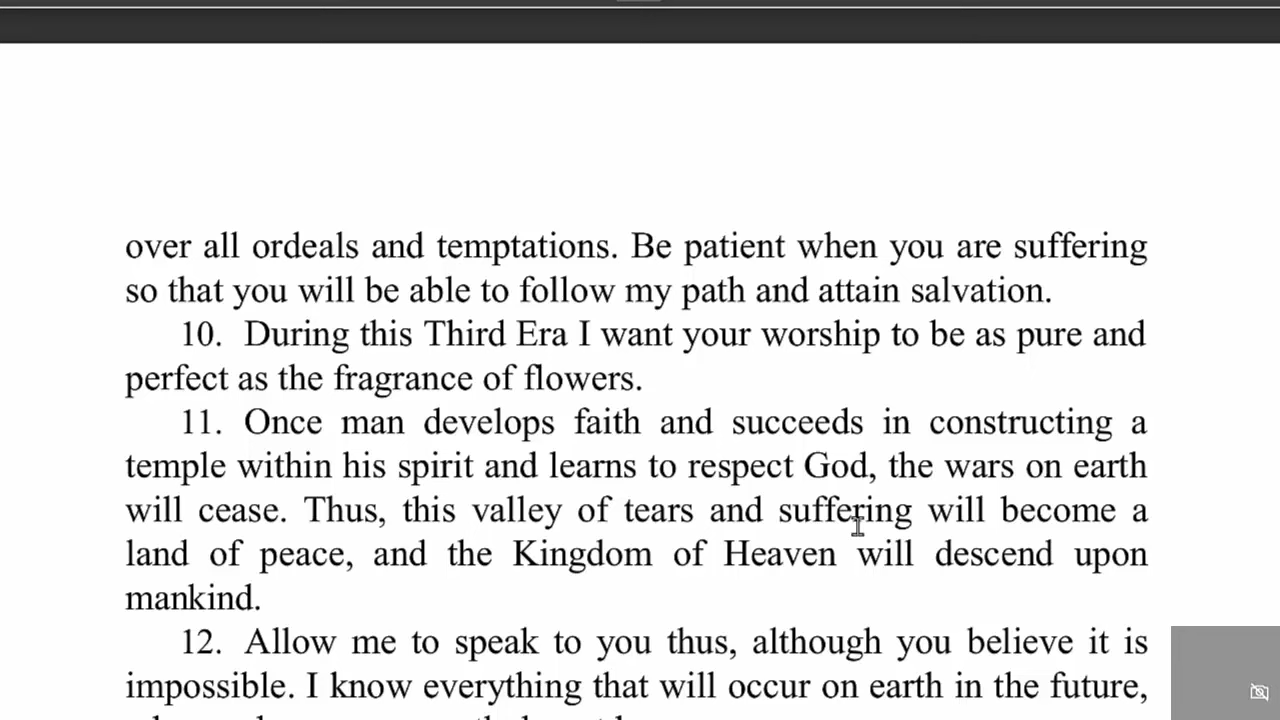 over all ordeals and temptations. Be patient when you are suffering
so that you will be able to follow my path and attain salvation.
10. During this Third Era I want your worship to be as pure and
perfect as the fragrance of flowers.
11. Once man develops faith and succeeds in constructing a
temple within his spirit and learns to respect God, the wars on earth
will cease. Thus, this valley of tears and suffering will become a
land of peace, and the Kingdom of Heaven will descend upon
mankind.
12. Allow me to speak to you thus, although you believe it is
impossible. I know everything that will occur on earth in the future,